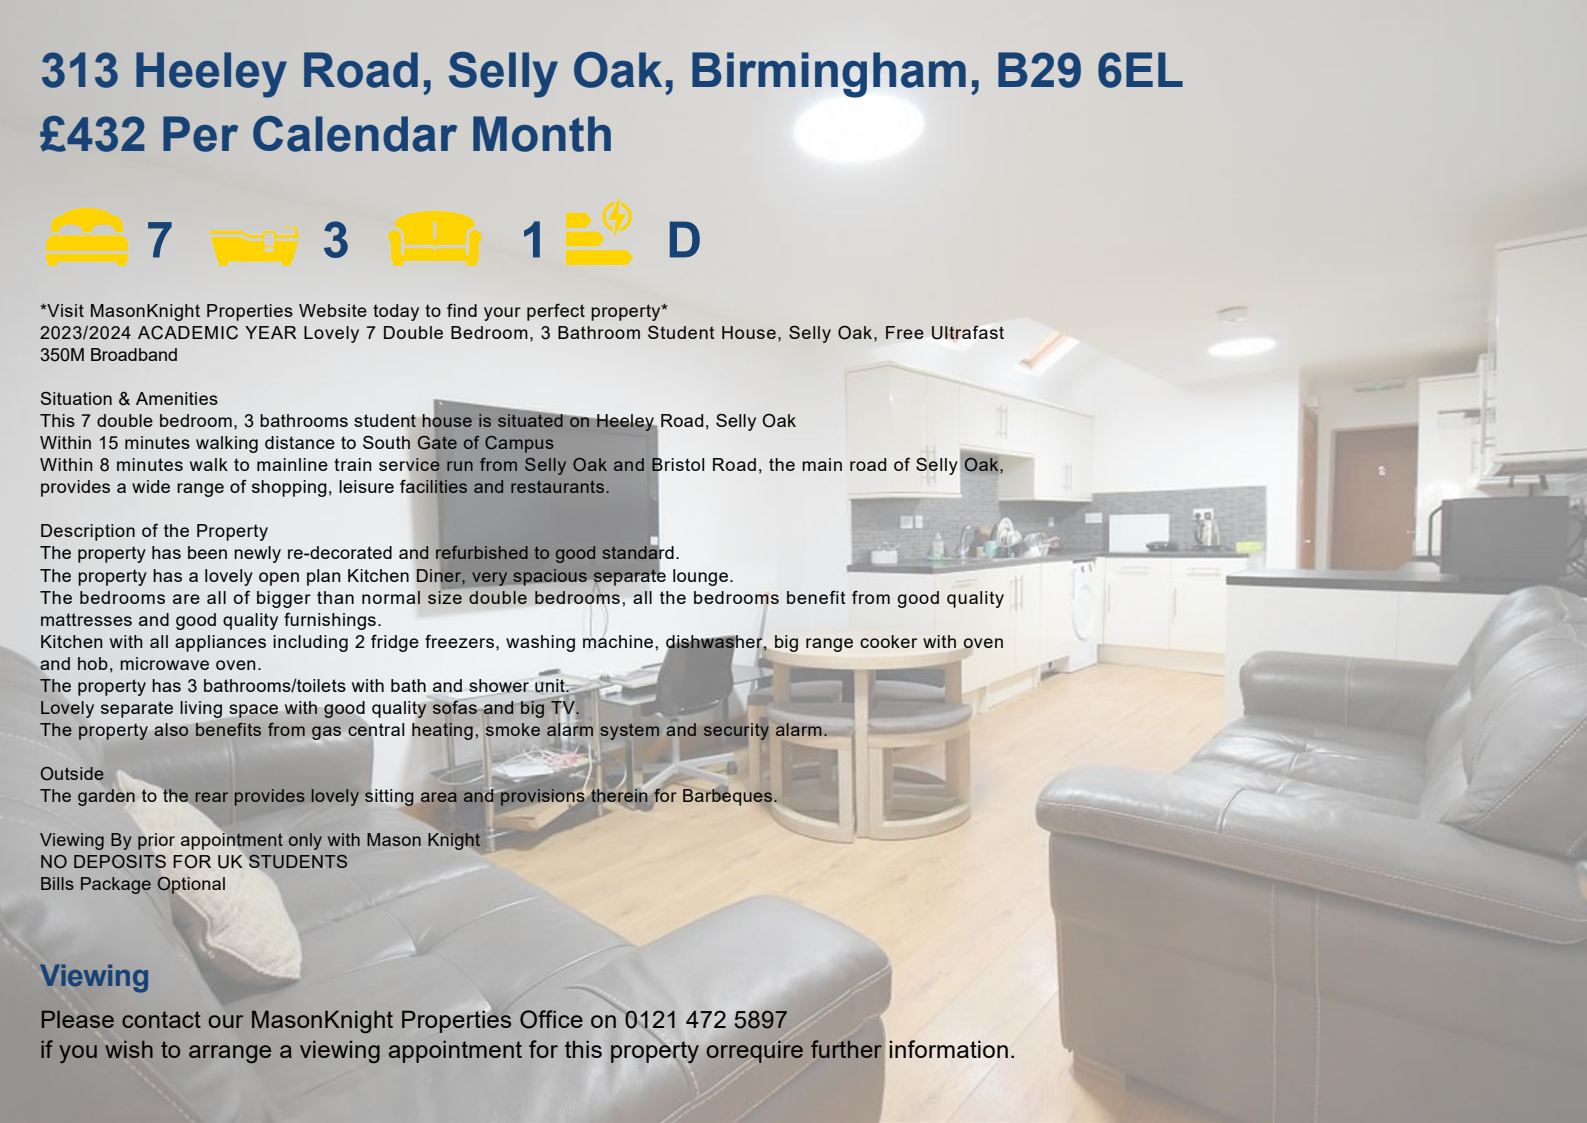 313 Heeley Road, Selly Oak, Birmingham, B29 6EL
£432 Per Calendar Month
7 3 1 D
*Visit MasonKnight Properties Website today to find your perfect property*
2023/2024 ACADEMIC YEAR Lovely 7 Double Bedroom, 3 Bathroom Student House, Selly Oak, Free Ultrafast
350M Broadband
Situation & Amenities
This 7 double bedroom, 3 bathrooms student house is situated on Heeley Road, Selly Oak
Within 15 minutes walking distance to South Gate of Campus
Within 8 minutes walk to mainline train service run from Selly Oak and Bristol Road, the main road of Selly Oak,
provides a wide range of shopping, leisure facilities and restaurants.
Description of the Property
The property has been newly re-decorated and refurbished to good standard.
The property has a lovely open plan Kitchen Diner, very spacious separate lounge.
The bedrooms are all of bigger than normal size double bedrooms, all the bedrooms benefit from good quality
mattresses and good quality furnishings.
Kitchen with all appliances including 2 fridge freezers, washing machine, dishwasher, big range cooker with oven
and hob, microwave oven.
The property has 3 bathrooms/toilets with bath and shower unit.
Lovely separate living space with good quality sofas and big TV.
The property also benefits from gas central heating, smoke alarm system and security alarm.
Outside
The garden to the rear provides lovely sitting area and provisions therein for Barbeques.
Viewing By prior appointment only with Mason Knight
NO DEPOSITS FOR UK STUDENTS
Bills Package Optional
Viewing
Please contact our MasonKnight Properties Office on 0121 472 5897
if you wish to arrange a viewing appointment for this property orrequire further information.